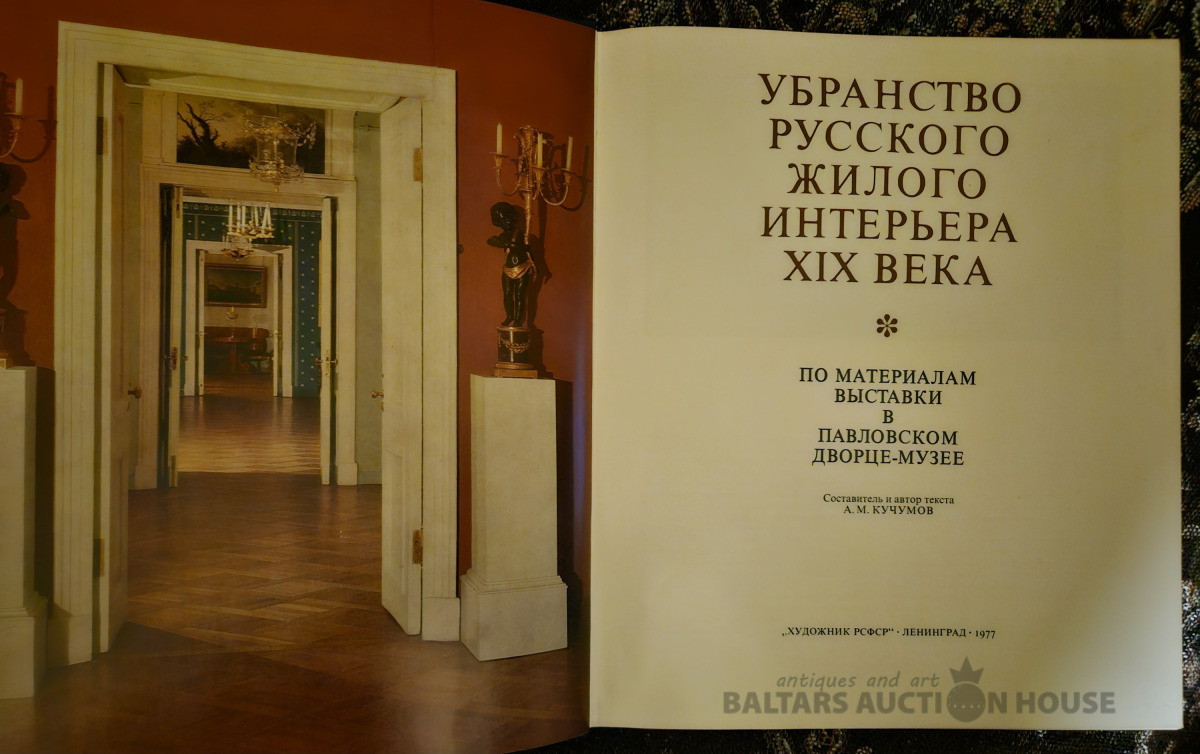 УБРАНСТВО
РУССКОГО
ЖИЛОГО
ИНТЕРЬЕРА
XIX ВЕКА
ПО МАТЕРИАЛАМ
ВЫСТАВКИ
В
ПАВЛОВСКОМ
ДВОРЦЕ-МУЗЕЕ
Составитель и автор текста
А. М. КУЧУМОВ
„ХУДОЖНИК РСФСР“ · ЛЕНИНГРАД · 1977
antiques and art
BALTARS AUCTION HOUSE